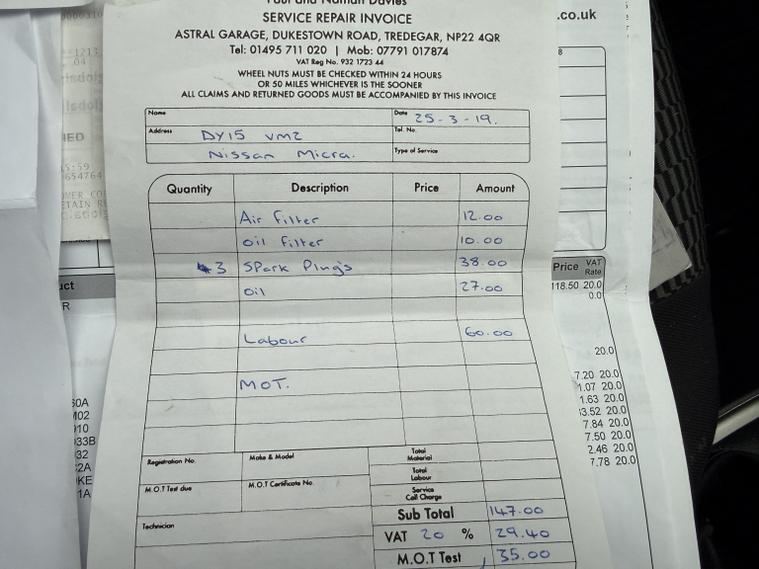 Paul and Nathan Davies
SERVICE REPAIR INVOICE
ASTRAL GARAGE, DUKESTOWN ROAD, TREDEGAR, NP22 4QR
Tel: 01495 711 020 | Mob: 07791 017874
VAT Reg No. 932 1723 44
WHEEL NUTS MUST BE CHECKED WITHIN 24 HOURS
OR 50 MILES WHICHEVER IS THE SOONER
ALL CLAIMS AND RETURNED GOODS MUST BE ACCOMPANIED BY THIS INVOICE
Name Date 25-3-19.
Address DY15 VM2 Tel. No.
Nissan Micra. Type of Service
Quantity Description Price Amount
Air Filter 12.00
Oil Filter 10.00
3 Spark Plugs 38.00
Oil 27.00
Labour 60.00
MOT.
Registration No. Make & Model Total Material
Total Labour
M.O.T Test due M.O.T Certificate No. Service Call Charge
Technician Sub Total 147.00
VAT 20 % 29.40
M.O.T Test 35.00
.co.uk
Price VAT Rate
118.50 20.0
0.0
20.0
7.20 20.0
1.07 20.0
1.63 20.0
7.84 20.0
7.50 20.0
2.46 20.0
7.78 20.0